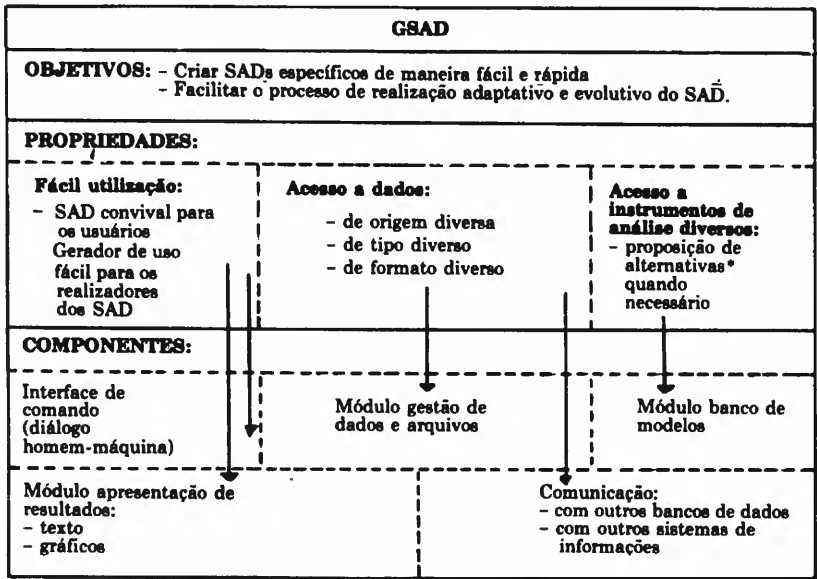 GSAD
OBJETIVOS: – Criar SADs específicos de maneira fácil e rápida
– Facilitar o processo de realização adaptativo e evolutivo do SAD.
PROPRIEDADES:
Fácil utilização:
– SAD convival para
os usuários
Gerador de uso
fácil para os
realizadores
dos SAD
Acesso a dados:
– de origem diversa
– de tipo diverso
– de formato diverso
Acesso a
instrumentos de
análise diversos:
– proposição de
alternativas*
quando
necessário
COMPONENTES:
Interface de
comando
(diálogo
homem-máquina)
Módulo gestão de
dados e arquivos
Módulo banco de
modelos
Módulo apresentação de
resultados:
– texto
– gráficos
Comunicação:
– com outros bancos de dados
– com outros sistemas de
informações